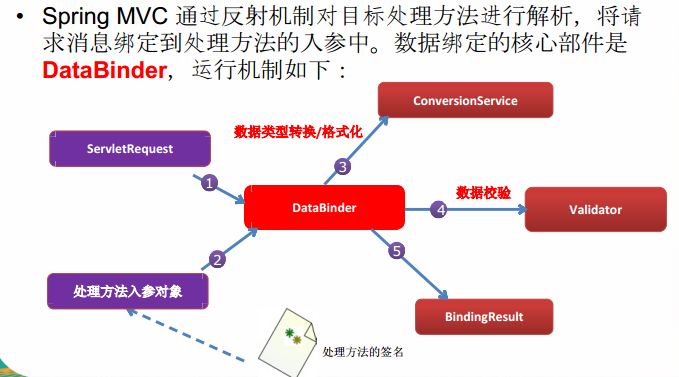 • Spring MVC 通过反射机制对目标处理方法进行解析，将请
求消息绑定到处理方法的入参中。数据绑定的核心部件是
DataBinder，运行机制如下：
ConversionService
数据类型转换/格式化
ServletRequest
3
1
数据校验
DataBinder
4
Validator
5
2
处理方法入参对象
BindingResult
处理方法的签名